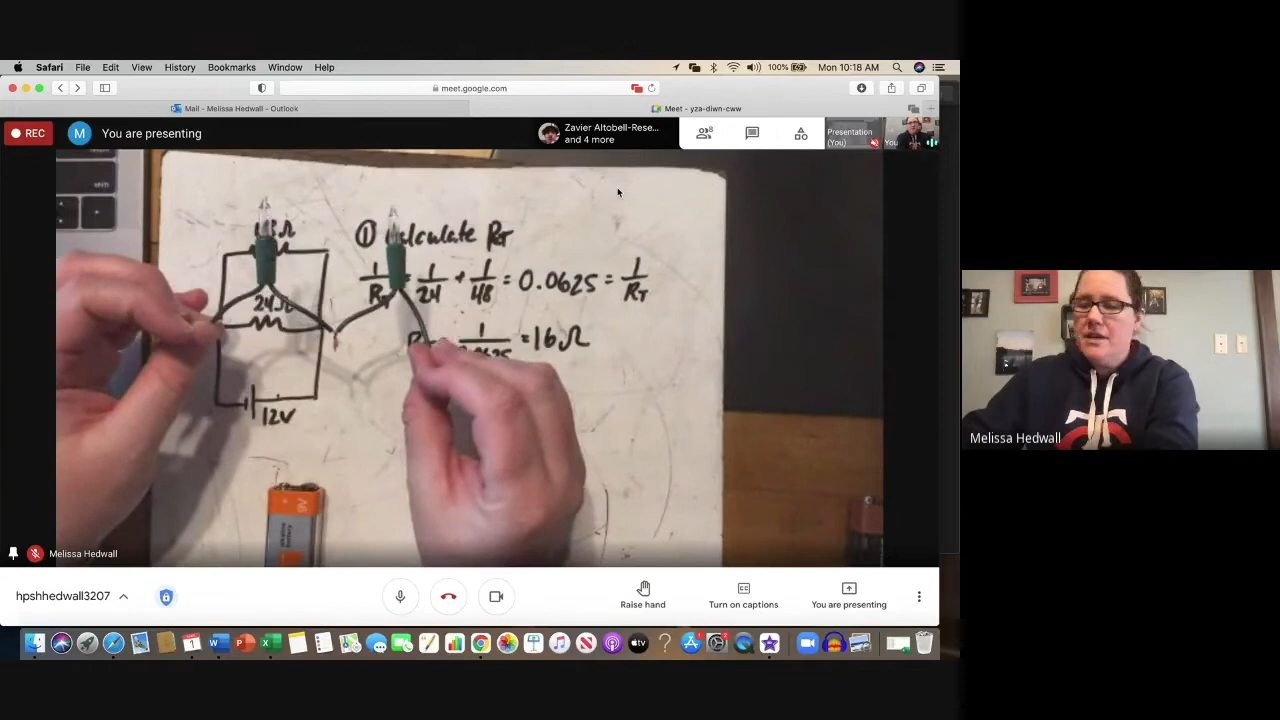 Safari File Edit View History Bookmarks Window Help
100% Mon 10:18 AM
meet.google.com
Mail - Melissa Hedwall - Outlook
Meet - yza-diwn-cww
REC
M You are presenting
Zavier Altobell-Rese...
and 4 more
8
Presentation
(You)
You
① Calculate RT
1/RT = 1/24 + 1/48 = 0.0625 = 1/RT
24Ω
= 16Ω
12V
Melissa Hedwall
Melissa Hedwall
hpshhedwall3207
Raise hand
Turn on captions
You are presenting